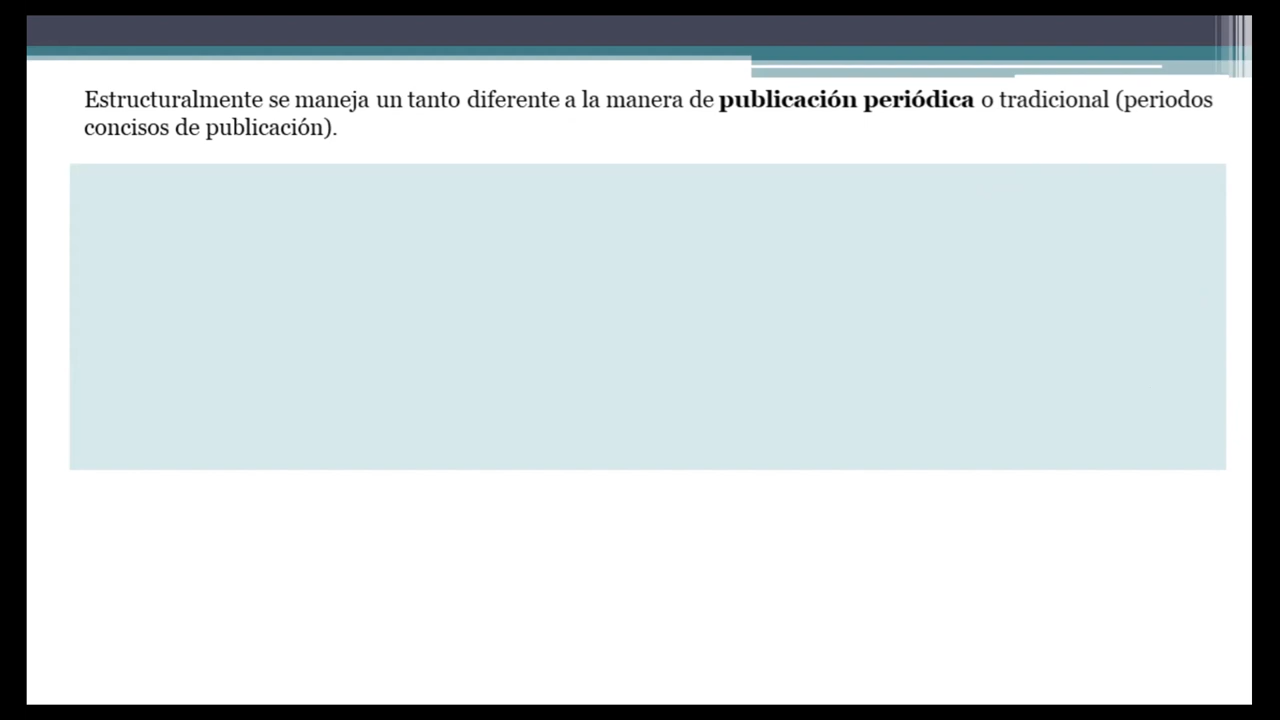 Estructuralmente se maneja un tanto diferente a la manera de publicación periódica o tradicional (periodos
concisos de publicación).